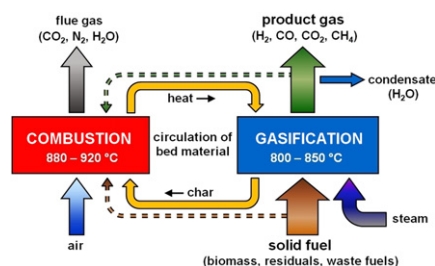 flue gas
(CO2, N2, H2O)
product gas
(H2, CO, CO2, CH4)
condensate
(H2O)
heat →
COMBUSTION
880 – 920 °C
circulation of
bed material
GASIFICATION
800 – 850 °C
← char
steam
air
solid fuel
(biomass, residuals, waste fuels)